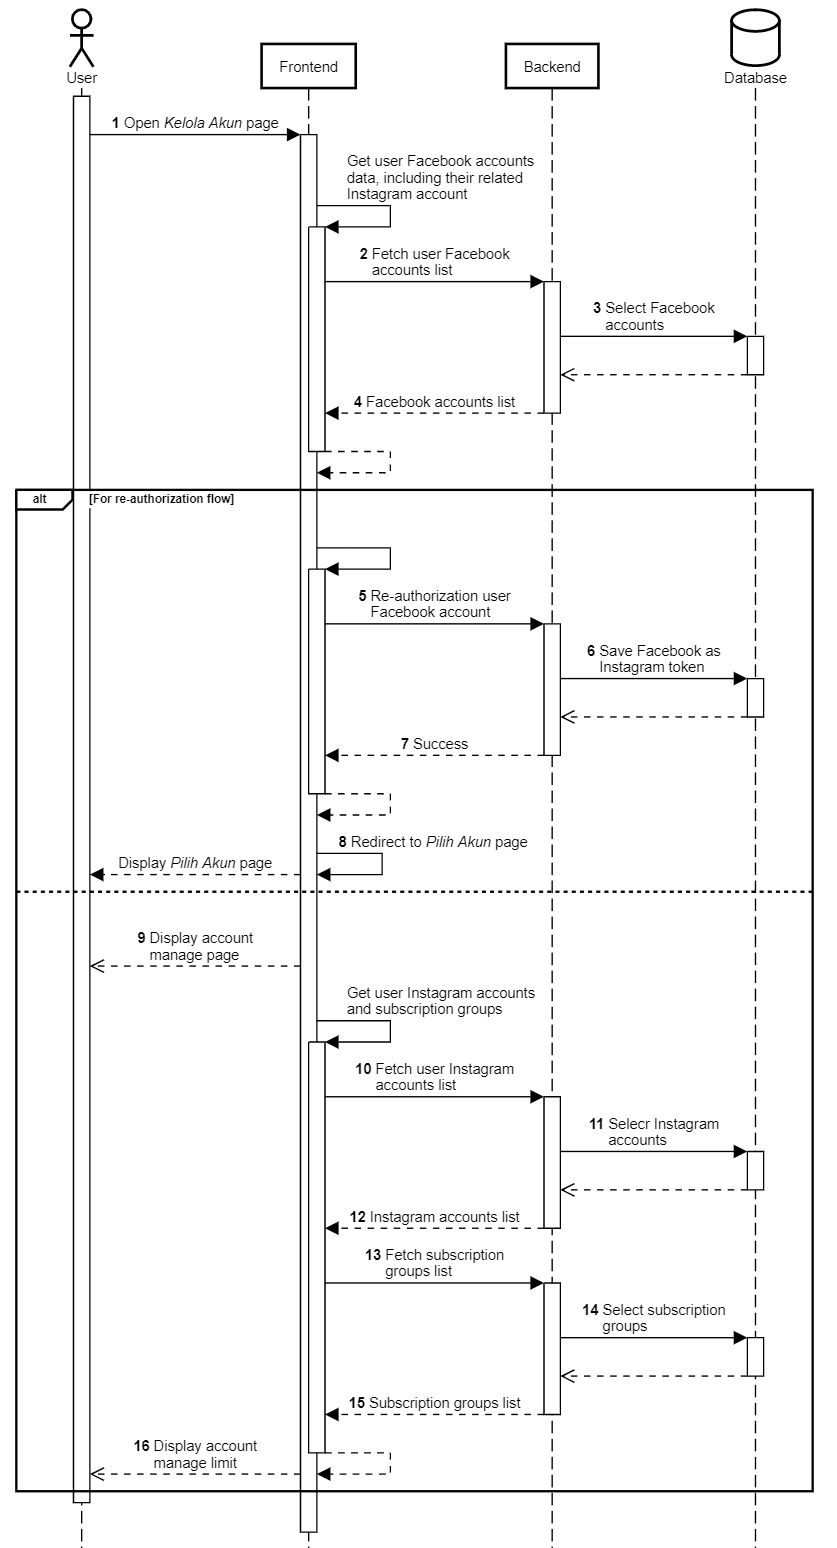 User
Frontend
Backend
Database
1 Open Kelola Akun page
Get user Facebook accounts
data, including their related
Instagram account
2 Fetch user Facebook
accounts list
3 Select Facebook
accounts
4 Facebook accounts list
alt
[For re-authorization flow]
5 Re-authorization user
Facebook account
6 Save Facebook as
Instagram token
7 Success
8 Redirect to Pilih Akun page
Display Pilih Akun page
9 Display account
manage page
Get user Instagram accounts
and subscription groups
10 Fetch user Instagram
accounts list
11 Selecr Instagram
accounts
12 Instagram accounts list
13 Fetch subscription
groups list
14 Select subscription
groups
15 Subscription groups list
16 Display account
manage limit